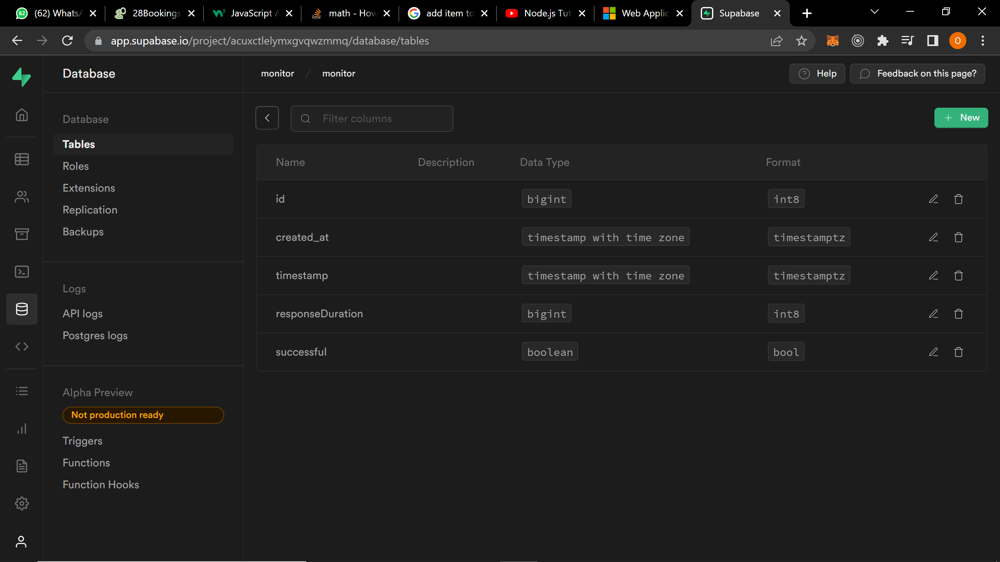 62 (62) WhatsA
28Bookings
JavaScript A
math - How
add item to
Node.js Tut
Web Applic
Supabase
app.supabase.io/project/acuxctlelymxgvqwzmmq/database/tables
O
Database
monitor / monitor
Help
Feedback on this page?
Database
Tables
Roles
Extensions
Replication
Backups
Logs
API logs
Postgres logs
Alpha Preview
Not production ready
Triggers
Functions
Function Hooks
Filter columns
New
Name Description Data Type Format
id bigint int8
created_at timestamp with time zone timestamptz
timestamp timestamp with time zone timestamptz
responseDuration bigint int8
successful boolean bool